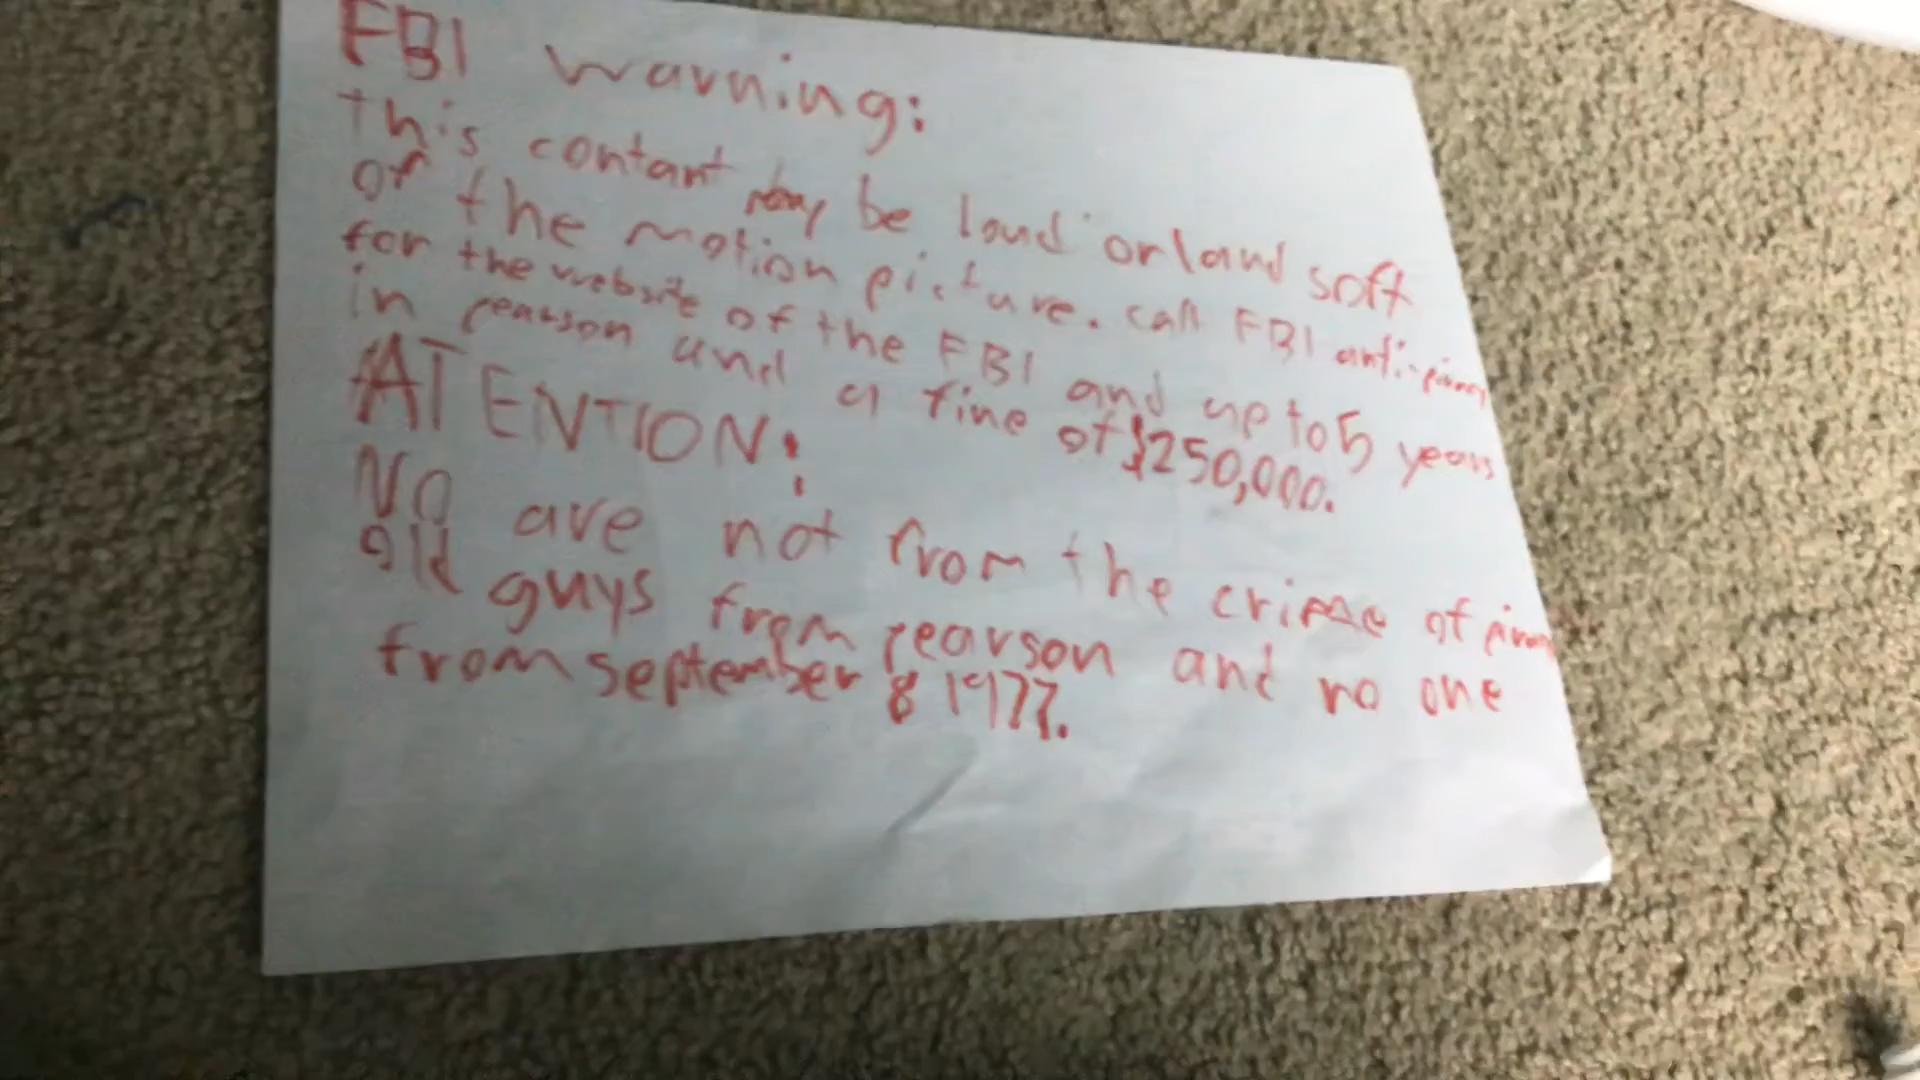 FBI warning:
this contant may be loud or land soft
of the motion picture. call FBI anti-piracy
for the website of the FBI and up to 5 years
in pearson and a fine of $250,000.
ATENTION!
No are not from the crime of
old guys from pearson and no one
from september 8 1977.